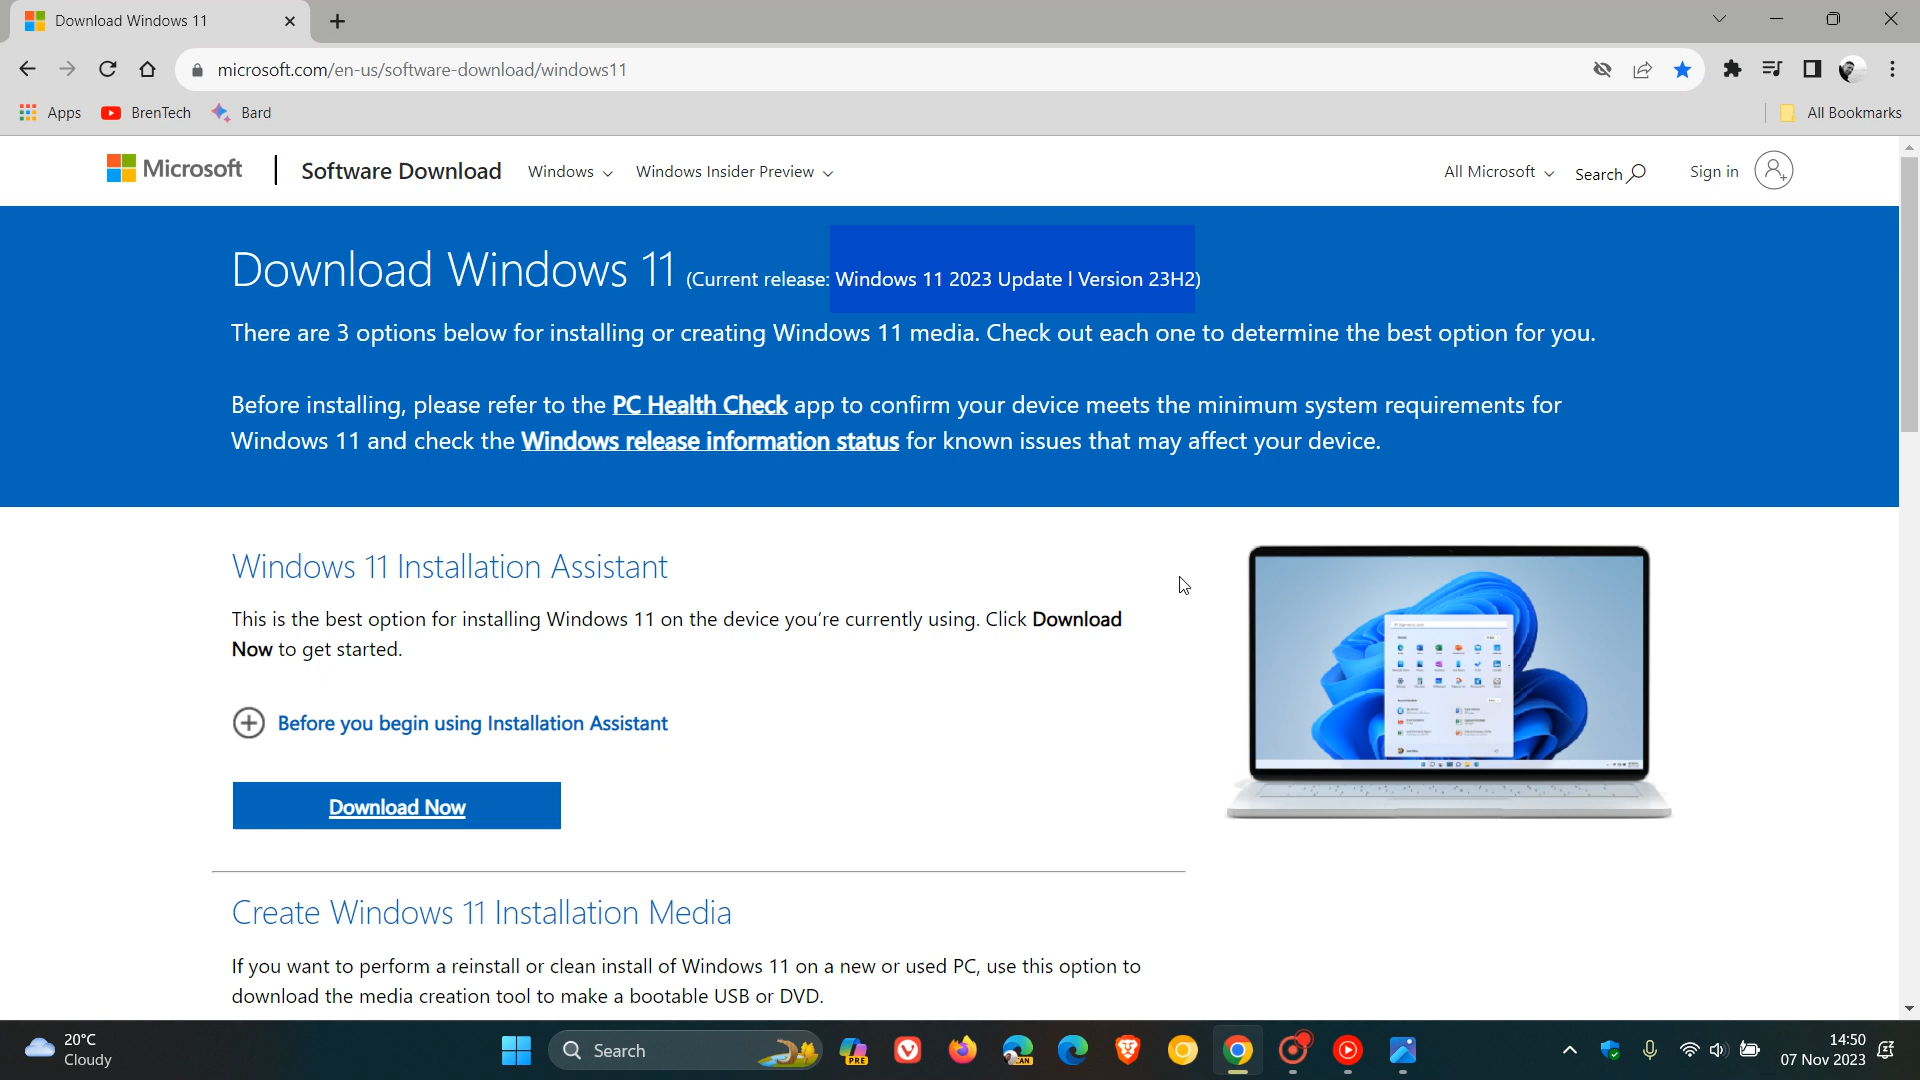 Download Windows 11
microsoft.com/en-us/software-download/windows11
Apps BrenTech Bard All Bookmarks
Microsoft Software Download Windows Windows Insider Preview All Microsoft Search Sign in
Download Windows 11 (Current release: Windows 11 2023 Update l Version 23H2)
There are 3 options below for installing or creating Windows 11 media. Check out each one to determine the best option for you.
Before installing, please refer to the PC Health Check app to confirm your device meets the minimum system requirements for
Windows 11 and check the Windows release information status for known issues that may affect your device.
Windows 11 Installation Assistant
This is the best option for installing Windows 11 on the device you're currently using. Click Download
Now to get started.
Before you begin using Installation Assistant
Download Now
Create Windows 11 Installation Media
If you want to perform a reinstall or clean install of Windows 11 on a new or used PC, use this option to
download the media creation tool to make a bootable USB or DVD.
20°C
Cloudy
Search
PRE
CAN
14:50
07 Nov 2023